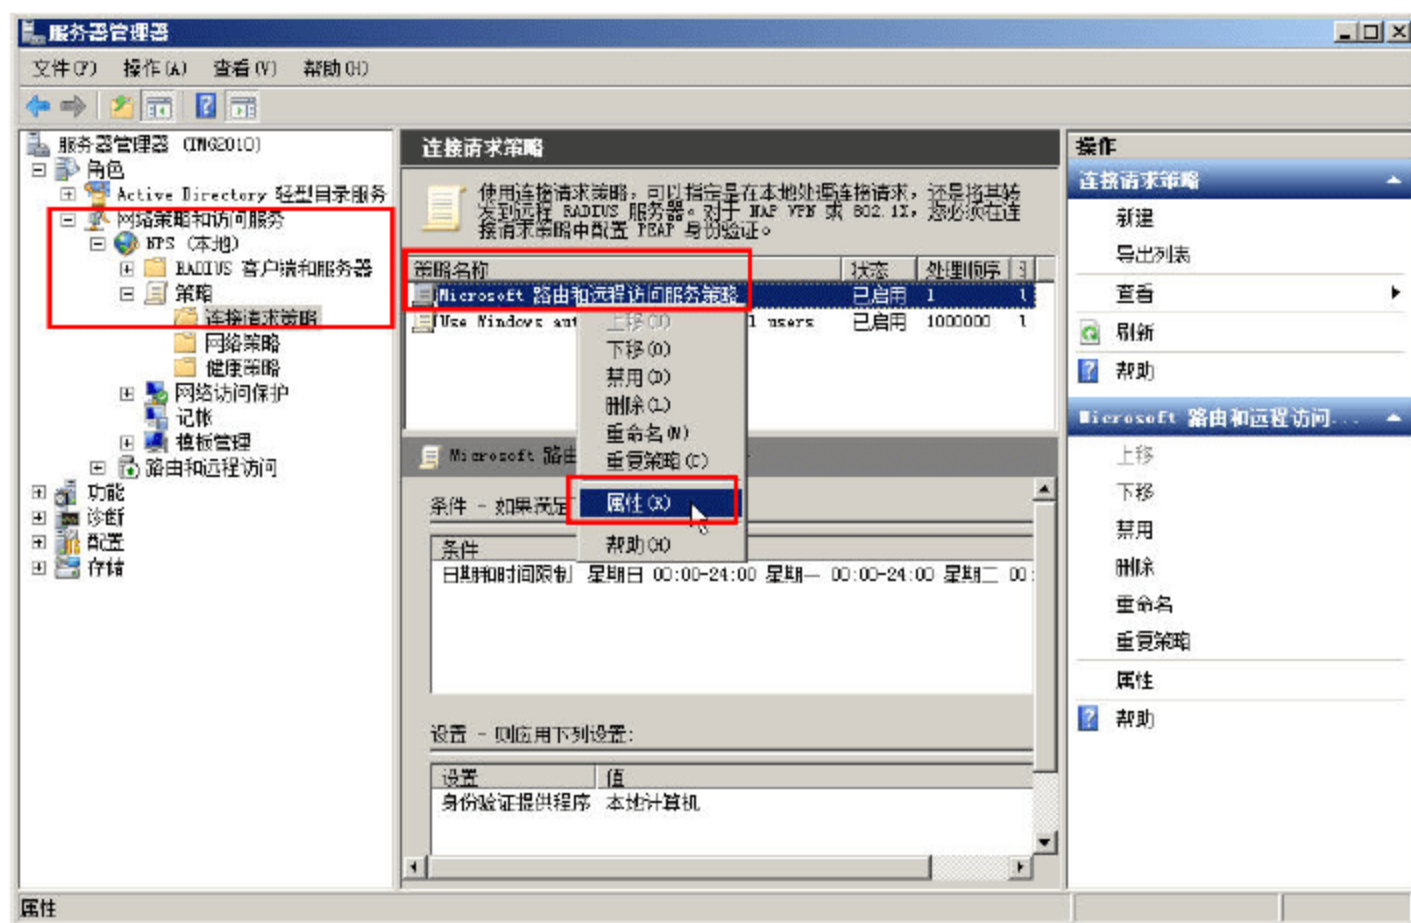 服务器管理器
文件(F) 操作(A) 查看(V) 帮助(H)
服务器管理器 (TMG2010)
角色
Active Directory 轻型目录服务
网络策略和访问服务
NPS (本地)
RADIUS 客户端和服务器
策略
连接请求策略
网络策略
健康策略
网络访问保护
记帐
模板管理
路由和远程访问
功能
诊断
配置
存储
连接请求策略
使用连接请求策略,可以指定是在本地处理连接请求,还是将其转
发到远程 RADIUS 服务器。对于 NAP VPN 或 802.1X,您必须在连
接请求策略中配置 PEAP 身份验证。
策略名称 状态 处理顺序
Microsoft 路由和远程访问服务策略 已启用 1
Use Windows aut l users 已启用 1000000
上移(U)
下移(O)
禁用(D)
删除(L)
重命名(M)
重复策略(C)
属性(R)
帮助(H)
Microsoft 路由
条件 - 如果满足
条件
日期和时间限制 星期日 00:00-24:00 星期一 00:00-24:00 星期二 00:
设置 - 则应用下列设置:
设置 值
身份验证提供程序 本地计算机
操作
连接请求策略
新建
导出列表
查看
刷新
帮助
Microsoft 路由和远程访问...
上移
下移
禁用
删除
重命名
重复策略
属性
帮助
属性